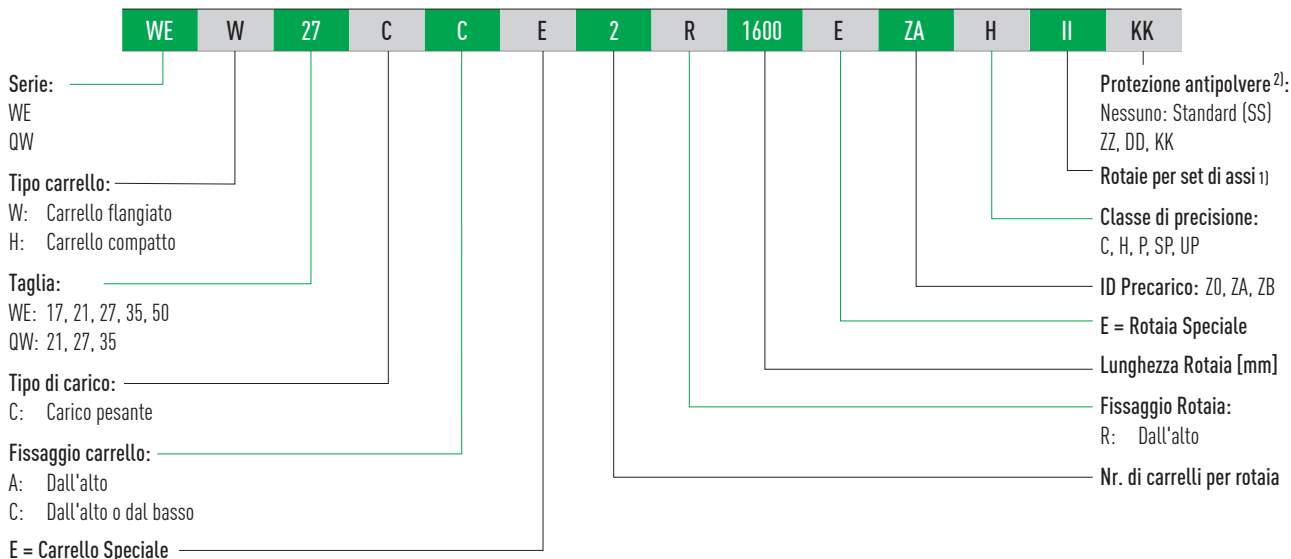 WE W 27 C C E 2 R 1600 E ZA H II KK
Serie:
WE
QW
Tipo carrello:
W: Carrello flangiato
H: Carrello compatto
Taglia:
WE: 17, 21, 27, 35, 50
QW: 21, 27, 35
Tipo di carico:
C: Carico pesante
Fissaggio carrello:
A: Dall'alto
C: Dall'alto o dal basso
E = Carrello Speciale
Protezione antipolvere 2):
Nessuno: Standard (SS)
ZZ, DD, KK
Rotaie per set di assi 1)
Classe di precisione:
C, H, P, SP, UP
ID Precarico: Z0, ZA, ZB
E = Rotaia Speciale
Lunghezza Rotaia [mm]
Fissaggio Rotaia:
R: Dall'alto
Nr. di carrelli per rotaia